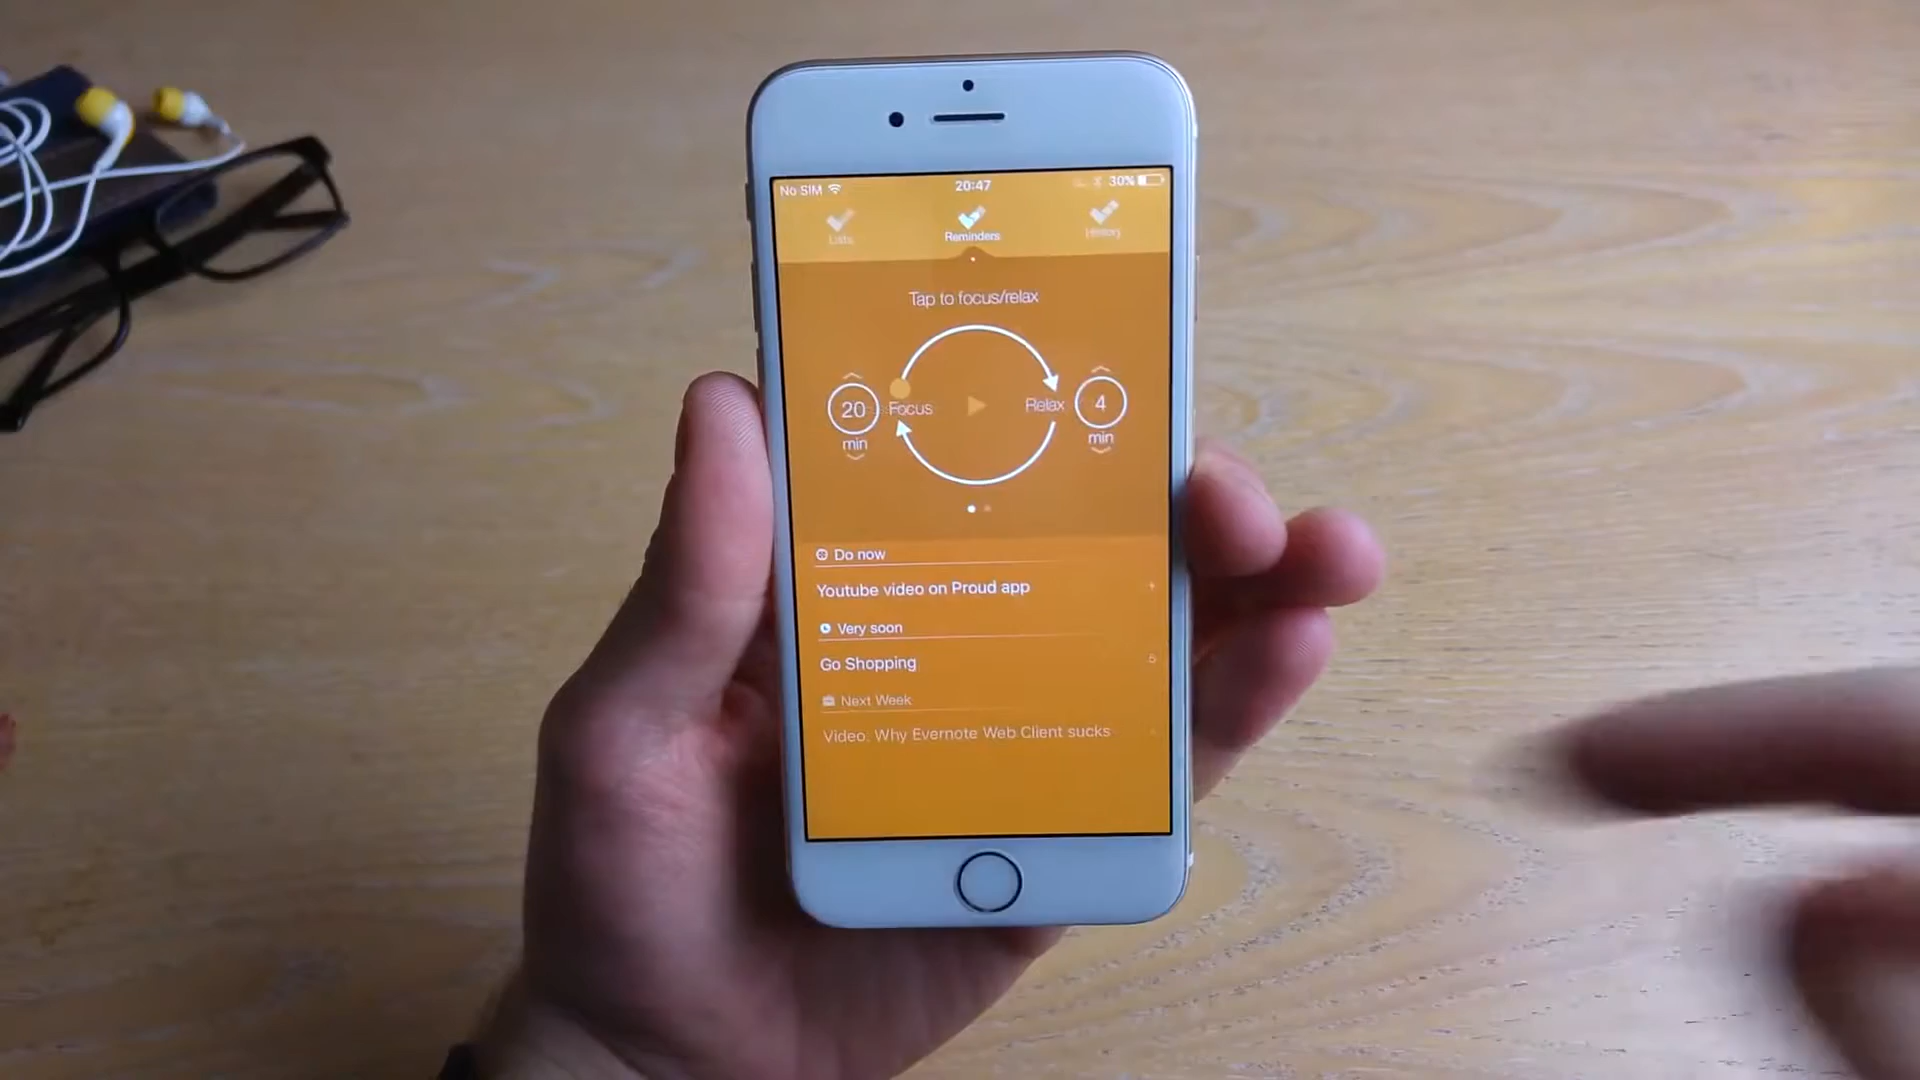 No SIM 20:47 30%
Lists Reminders History
Tap to focus/relax
20 Focus Relax 4
min min
Do now
Youtube video on Proud app
Very soon
Go Shopping 5
Next Week
Video: Why Evernote Web Client sucks